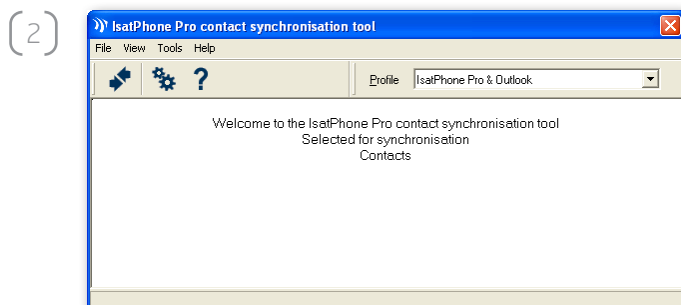 2
IsatPhone Pro contact synchronisation tool
File View Tools Help
? Profile IsatPhone Pro & Outlook
Welcome to the IsatPhone Pro contact synchronisation tool
Selected for synchronisation
Contacts